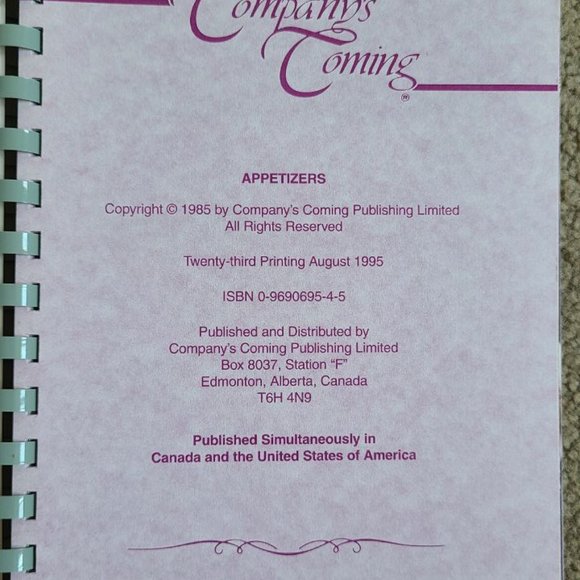 Company's
Coming
®
APPETIZERS
Copyright © 1985 by Company's Coming Publishing Limited
All Rights Reserved
Twenty-third Printing August 1995
ISBN 0-9690695-4-5
Published and Distributed by
Company's Coming Publishing Limited
Box 8037, Station "F"
Edmonton, Alberta, Canada
T6H 4N9
Published Simultaneously in
Canada and the United States of America